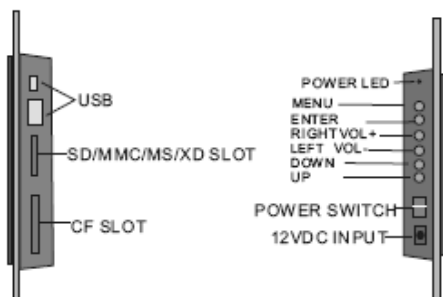 USB
SD/MMC/MS/XD SLOT
CF SLOT
POWER LED
MENU
ENTER
RIGHT VOL+
LEFT VOL-
DOWN
UP
POWER SWITCH
12VDC INPUT